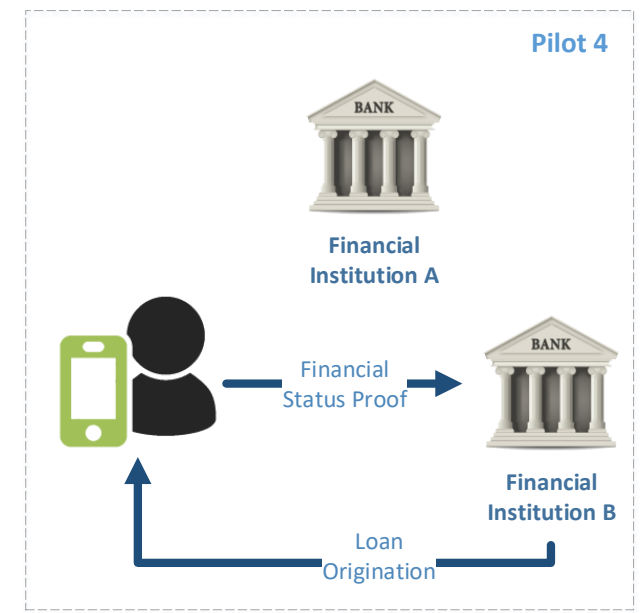 Pilot 4
BANK
Financial
Institution A
Financial
Status Proof
BANK
Financial
Institution B
Loan
Origination